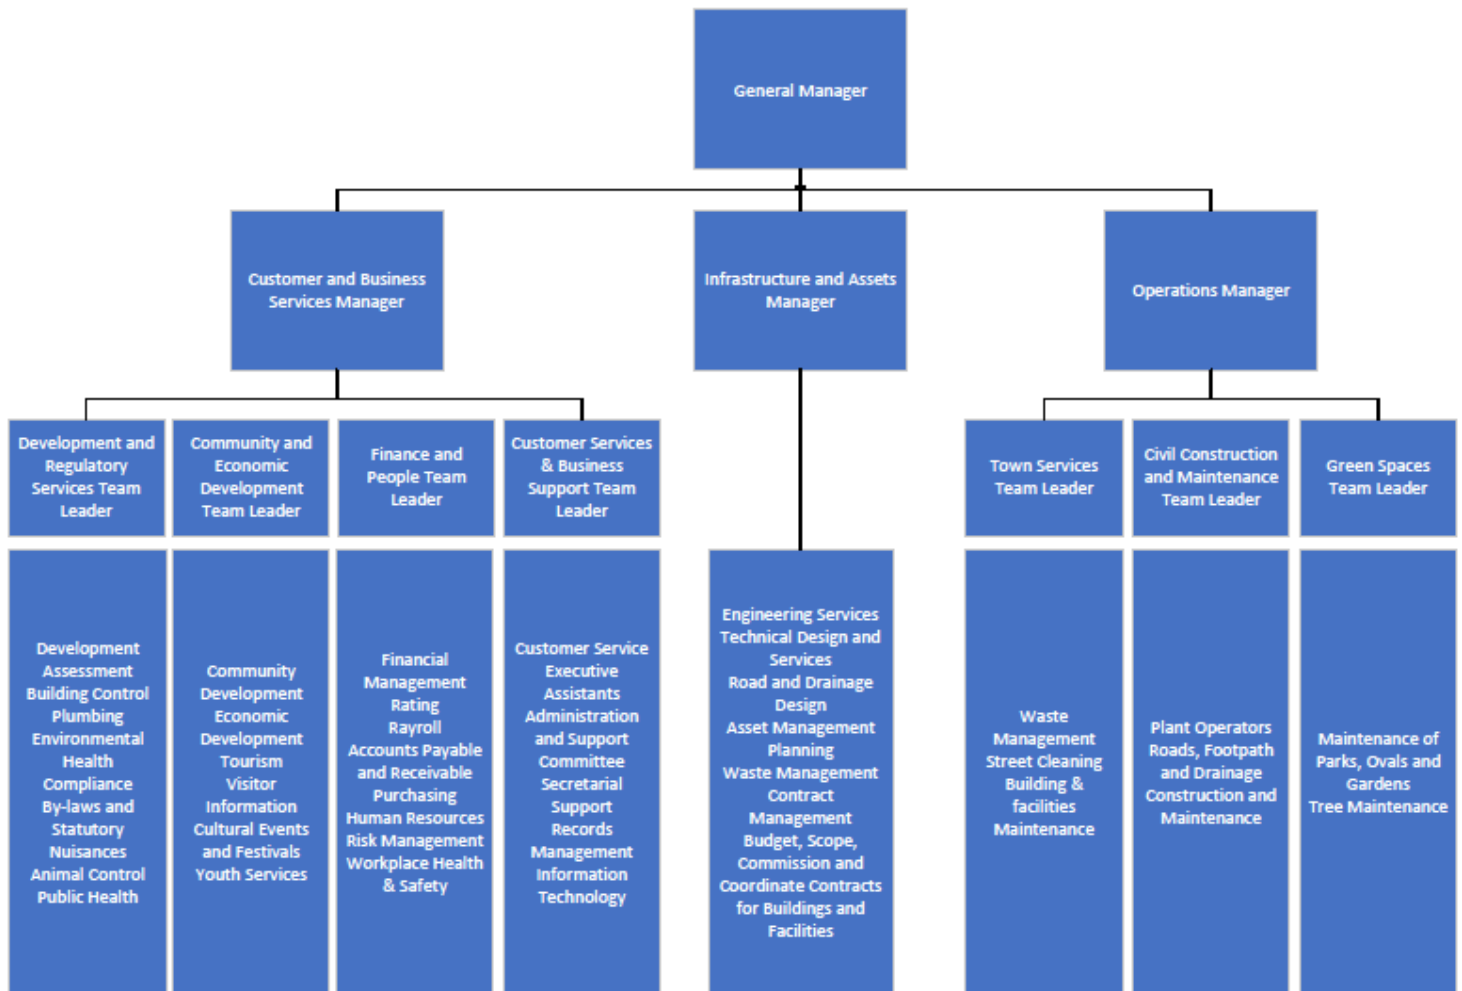 General Manager
Customer and Business
Services Manager
Infrastructure and Assets
Manager
Operations Manager
Development and
Regulatory
Services Team
Leader
Community and
Economic
Development
Team Leader
Finance and
People Team
Leader
Customer Services
& Business
Support Team
Leader
Town Services
Team Leader
Civil Construction
and Maintenance
Team Leader
Green Spaces
Team Leader
Development
Assessment
Building Control
Plumbing
Environmental
Health
Compliance
By-laws and
Statutory
Nuisances
Animal Control
Public Health
Community
Development
Economic
Development
Tourism
Visitor
Information
Cultural Events
and Festivals
Youth Services
Financial
Management
Rating
Rayroll
Accounts Payable
and Receivable
Purchasing
Human Resources
Risk Management
Workplace Health
& Safety
Customer Service
Executive
Assistants
Administration
and Support
Committee
Secretarial
Support
Records
Management
Information
Technology
Engineering Services
Technical Design and
Services
Road and Drainage
Design
Asset Management
Planning
Waste Management
Contract
Management
Budget, Scope,
Commission and
Coordinate Contracts
for Buildings and
Facilities
Waste
Management
Street Cleaning
Building &
facilities
Maintenance
Plant Operators
Roads, Footpath
and Drainage
Construction and
Maintenance
Maintenance of
Parks, Ovals and
Gardens
Tree Maintenance